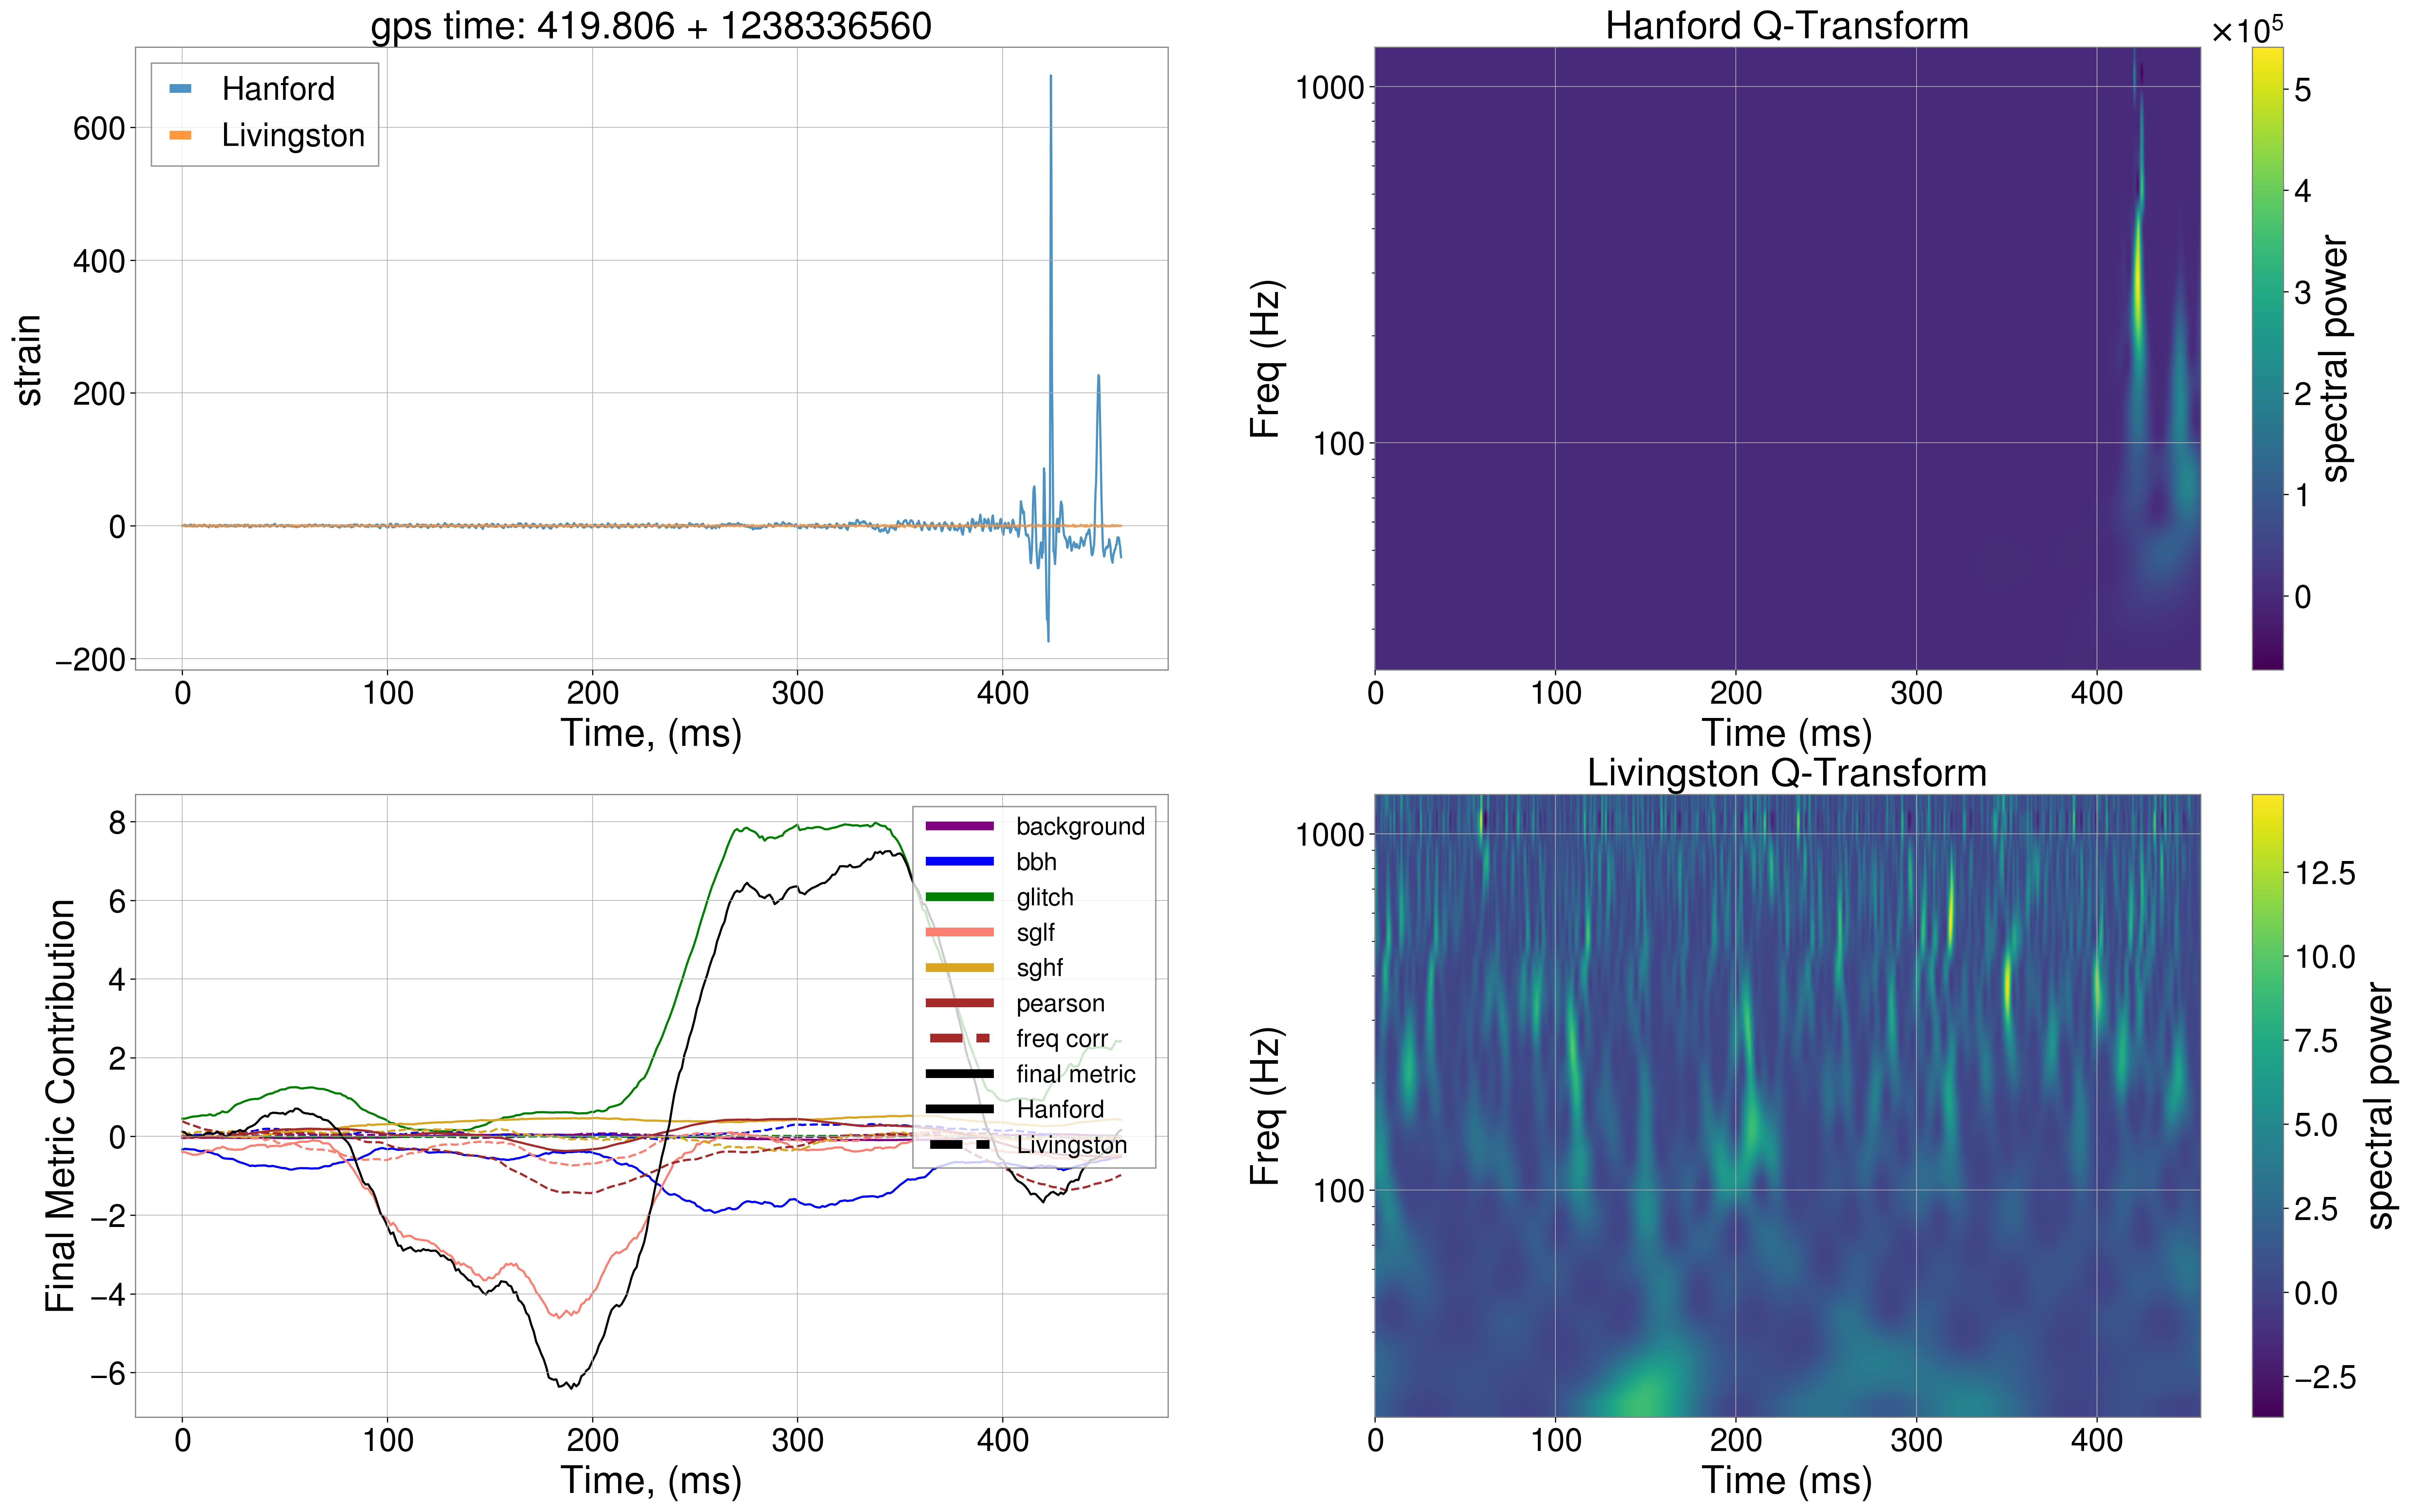 gps time: 419.806 + 1238336560
strain
600
400
200
0
−200
Hanford
Livingston
0 100 200 300 400
Time, (ms)
Hanford Q-Transform
×10⁵
Freq (Hz)
1000
100
0 100 200 300 400
Time (ms)
5
4
3
2
1
0
spectral power
Final Metric Contribution
8
6
4
2
0
−2
−4
−6
background
bbh
glitch
sglf
sghf
pearson
freq corr
final metric
Hanford
Livingston
0 100 200 300 400
Time, (ms)
Livingston Q-Transform
Freq (Hz)
1000
100
0 100 200 300 400
Time (ms)
12.5
10.0
7.5
5.0
2.5
0.0
−2.5
spectral power